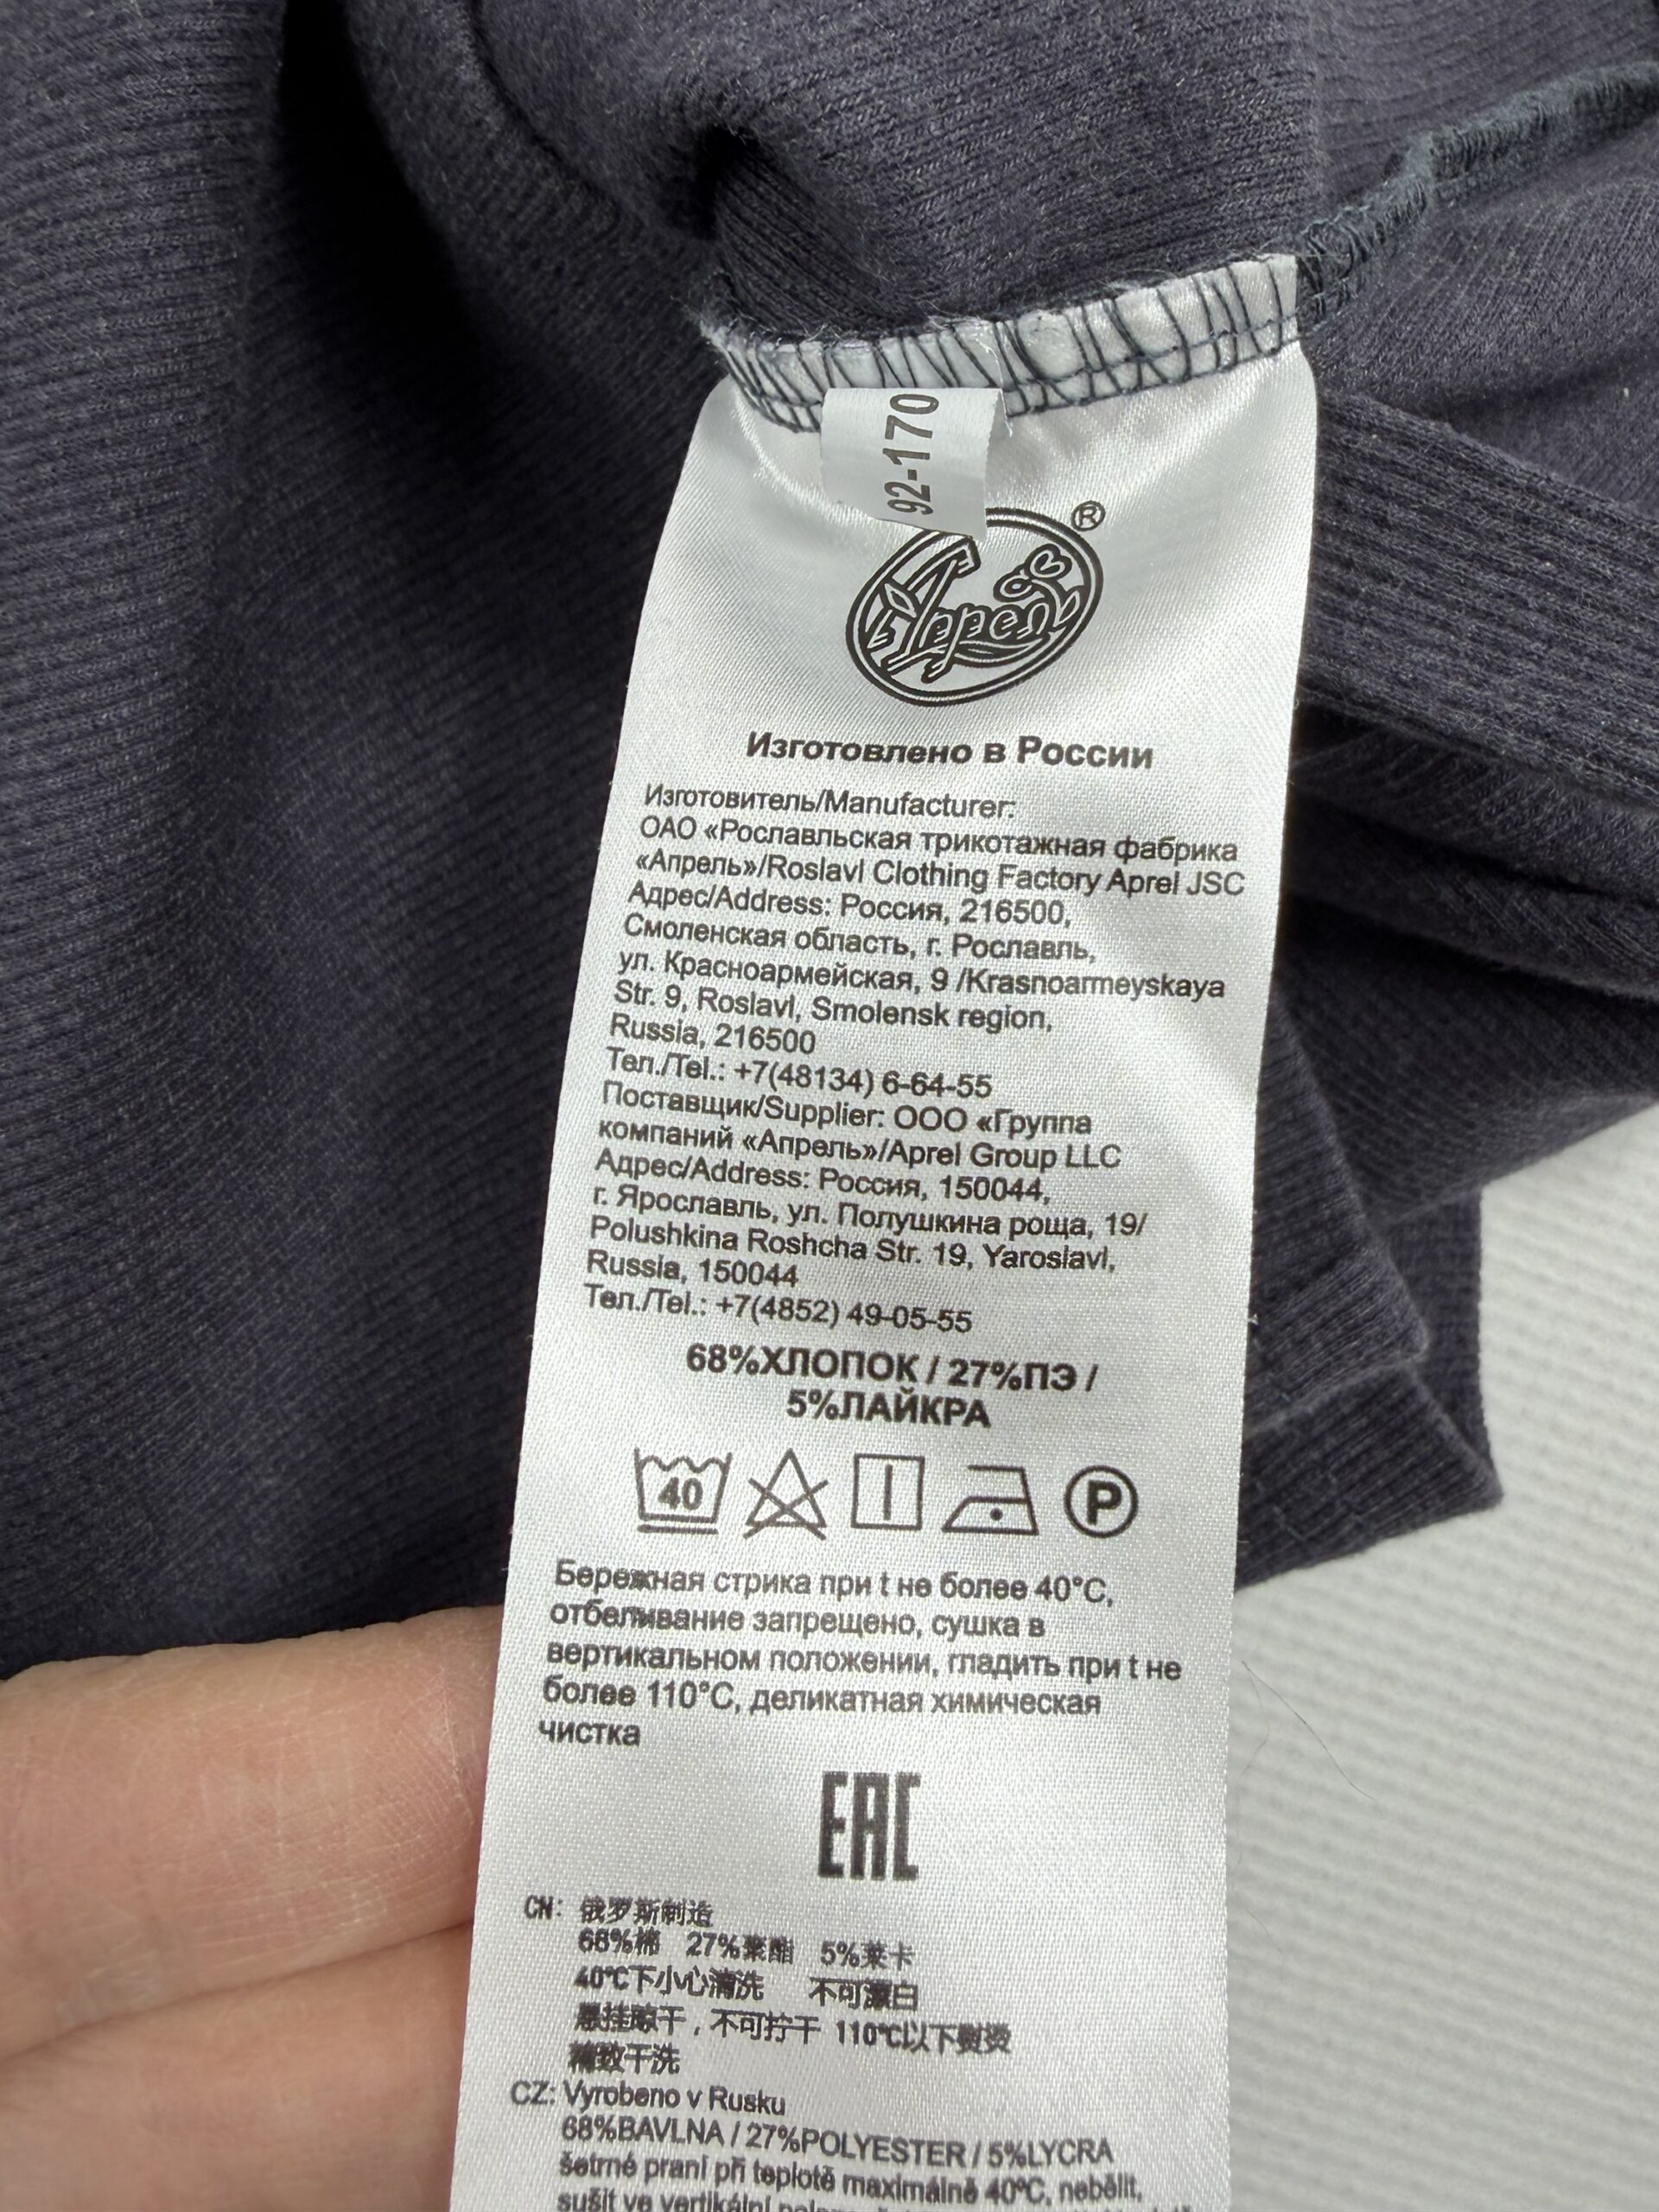 92-170
Апрель®
Изготовлено в России
Изготовитель/Manufacturer:
ОАО «Рославльская трикотажная фабрика
«Апрель»/Roslavl Clothing Factory Aprel JSC
Адрес/Address: Россия, 216500,
Смоленская область, г. Рославль,
ул. Красноармейская, 9 /Krasnoarmeyskaya
Str. 9, Roslavl, Smolensk region,
Russia, 216500
Тел./Tel.: +7(48134) 6-64-55
Поставщик/Supplier: ООО «Группа
компаний «Апрель»/Aprel Group LLC
Адрес/Address: Россия, 150044,
г. Ярославль, ул. Полушкина роща, 19/
Polushkina Roshcha Str. 19, Yaroslavl,
Russia, 150044
Тел./Tel.: +7(4852) 49-05-55
68%ХЛОПОК / 27%ПЭ /
5%ЛАЙКРА
40 P
Бережная стрика при t не более 40°С,
отбеливание запрещено, сушка в
вертикальном положении, гладить при t не
более 110°С, деликатная химическая
чистка
EAC
CN: 俄罗斯制造
68%棉 27%聚酯 5%莱卡
40℃下小心清洗 不可漂白
悬挂晾干，不可拧干 110℃以下熨烫
精致干洗
CZ: Vyrobeno v Rusku
68%BAVLNA / 27%POLYESTER / 5%LYCRA
šetrné praní při teplotě maximálně 40°C, nebělit,
sušit ve vertikální